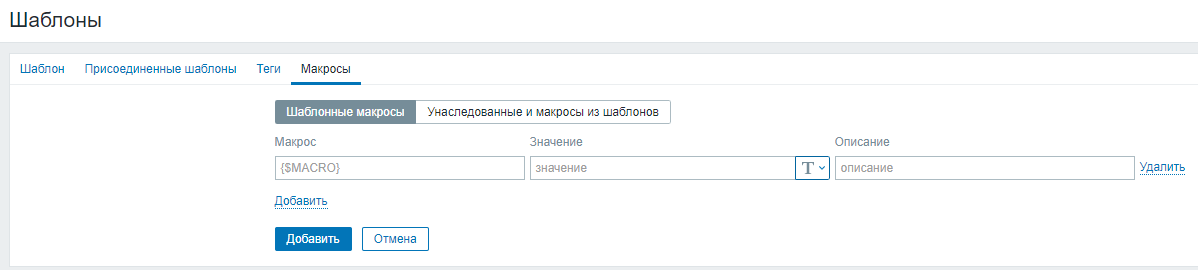 Шаблоны
Шаблон Присоединенные шаблоны Теги Макросы
Шаблонные макросы Унаследованные и макросы из шаблонов
Макрос Значение Описание
{$MACRO} значение T описание Удалить
Добавить
Добавить Отмена